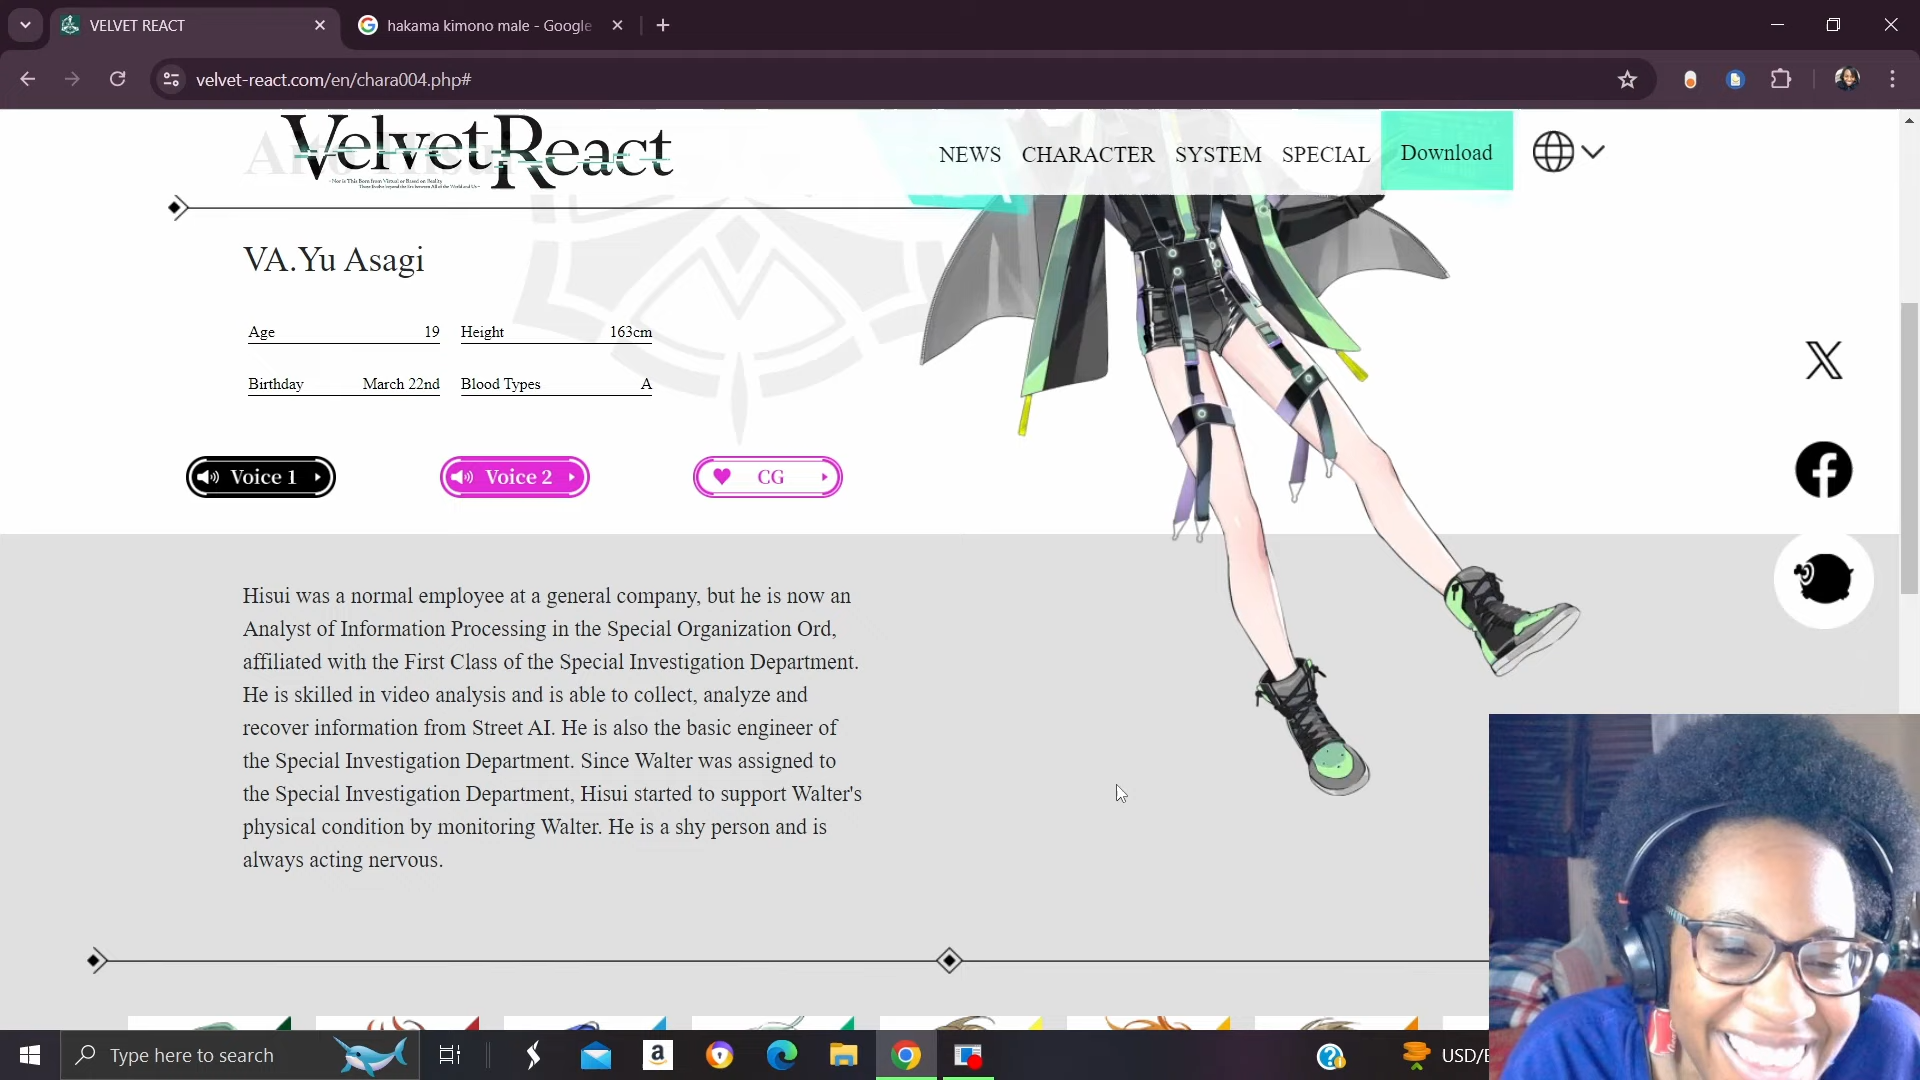 VELVET REACT
hakama kimono male - Google
velvet-react.com/en/chara004.php#
VelvetReact
NEWS CHARACTER SYSTEM SPECIAL Download
VA.Yu Asagi
Age 19 Height 163cm
Birthday March 22nd Blood Types A
Voice 1 Voice 2 CG
Hisui was a normal employee at a general company, but he is now an
Analyst of Information Processing in the Special Organization Ord,
affiliated with the First Class of the Special Investigation Department.
He is skilled in video analysis and is able to collect, analyze and
recover information from Street AI. He is also the basic engineer of
the Special Investigation Department. Since Walter was assigned to
the Special Investigation Department, Hisui started to support Walter's
physical condition by monitoring Walter. He is a shy person and is
always acting nervous.
Type here to search
USD/E